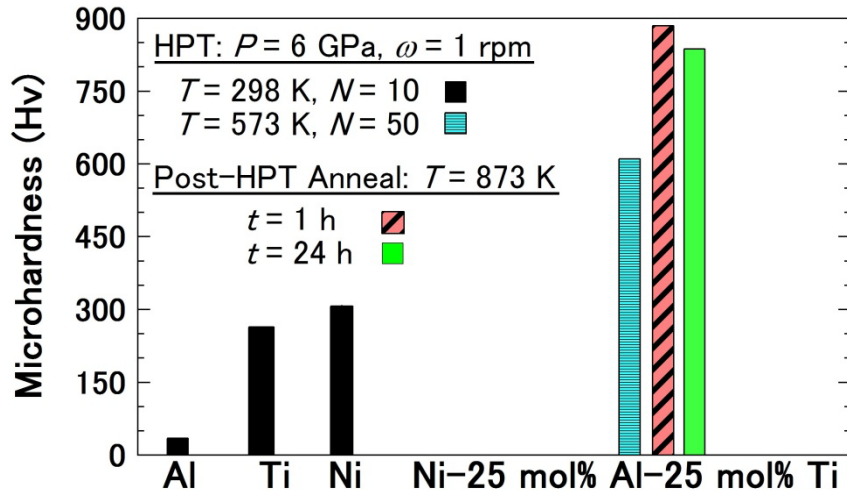 Microhardness (Hv)
900
750
600
450
300
150
0
HPT: P = 6 GPa, ω = 1 rpm
T = 298 K, N = 10
T = 573 K, N = 50
Post-HPT Anneal: T = 873 K
t = 1 h
t = 24 h
Al Ti Ni Ni-25 mol% Al-25 mol% Ti